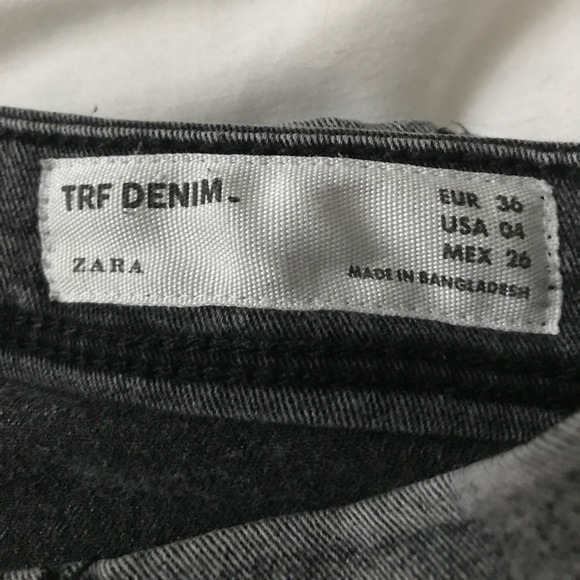 TRF DENIM.
ZARA
EUR 36
USA 04
MEX 26
MADE IN BANGLADESH